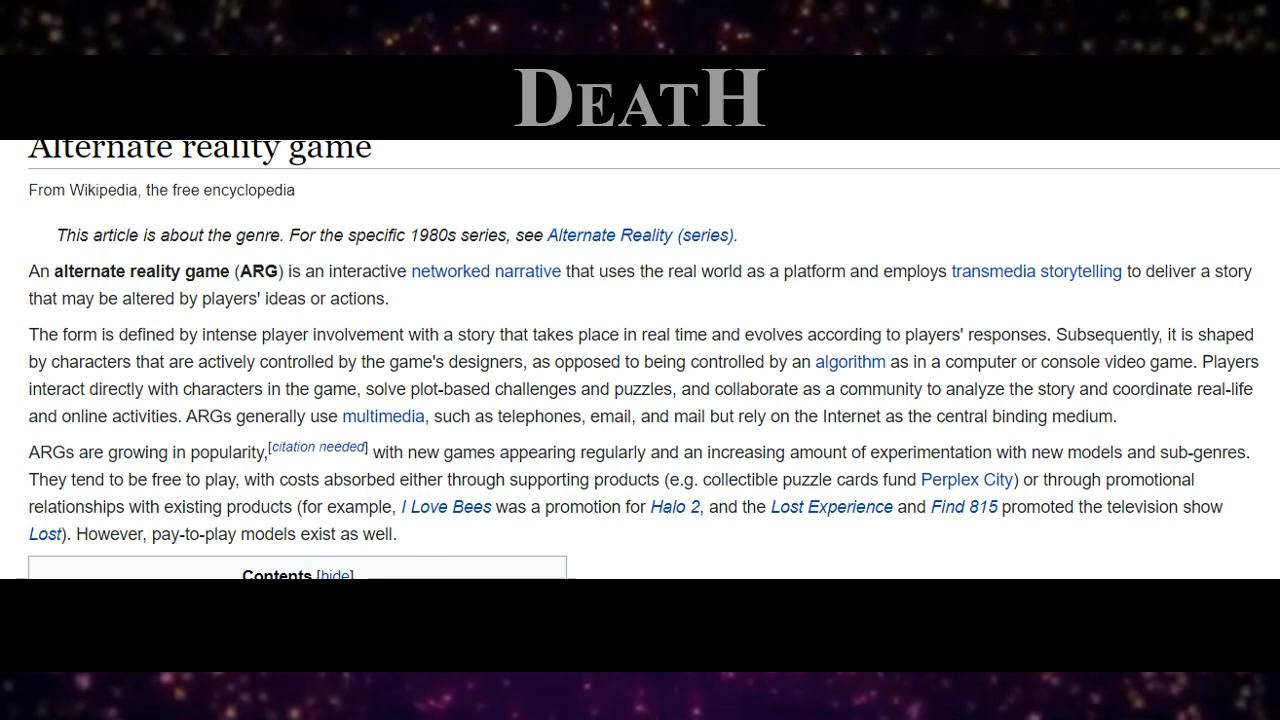 DEATH
Alternate reality game
From Wikipedia, the free encyclopedia
This article is about the genre. For the specific 1980s series, see Alternate Reality (series).
An alternate reality game (ARG) is an interactive networked narrative that uses the real world as a platform and employs transmedia storytelling to deliver a story
that may be altered by players' ideas or actions.
The form is defined by intense player involvement with a story that takes place in real time and evolves according to players' responses. Subsequently, it is shaped
by characters that are actively controlled by the game's designers, as opposed to being controlled by an algorithm as in a computer or console video game. Players
interact directly with characters in the game, solve plot-based challenges and puzzles, and collaborate as a community to analyze the story and coordinate real-life
and online activities. ARGs generally use multimedia, such as telephones, email, and mail but rely on the Internet as the central binding medium.
ARGs are growing in popularity,[citation needed] with new games appearing regularly and an increasing amount of experimentation with new models and sub-genres.
They tend to be free to play, with costs absorbed either through supporting products (e.g. collectible puzzle cards fund Perplex City) or through promotional
relationships with existing products (for example, I Love Bees was a promotion for Halo 2, and the Lost Experience and Find 815 promoted the television show
Lost). However, pay-to-play models exist as well.
Contents [hide]